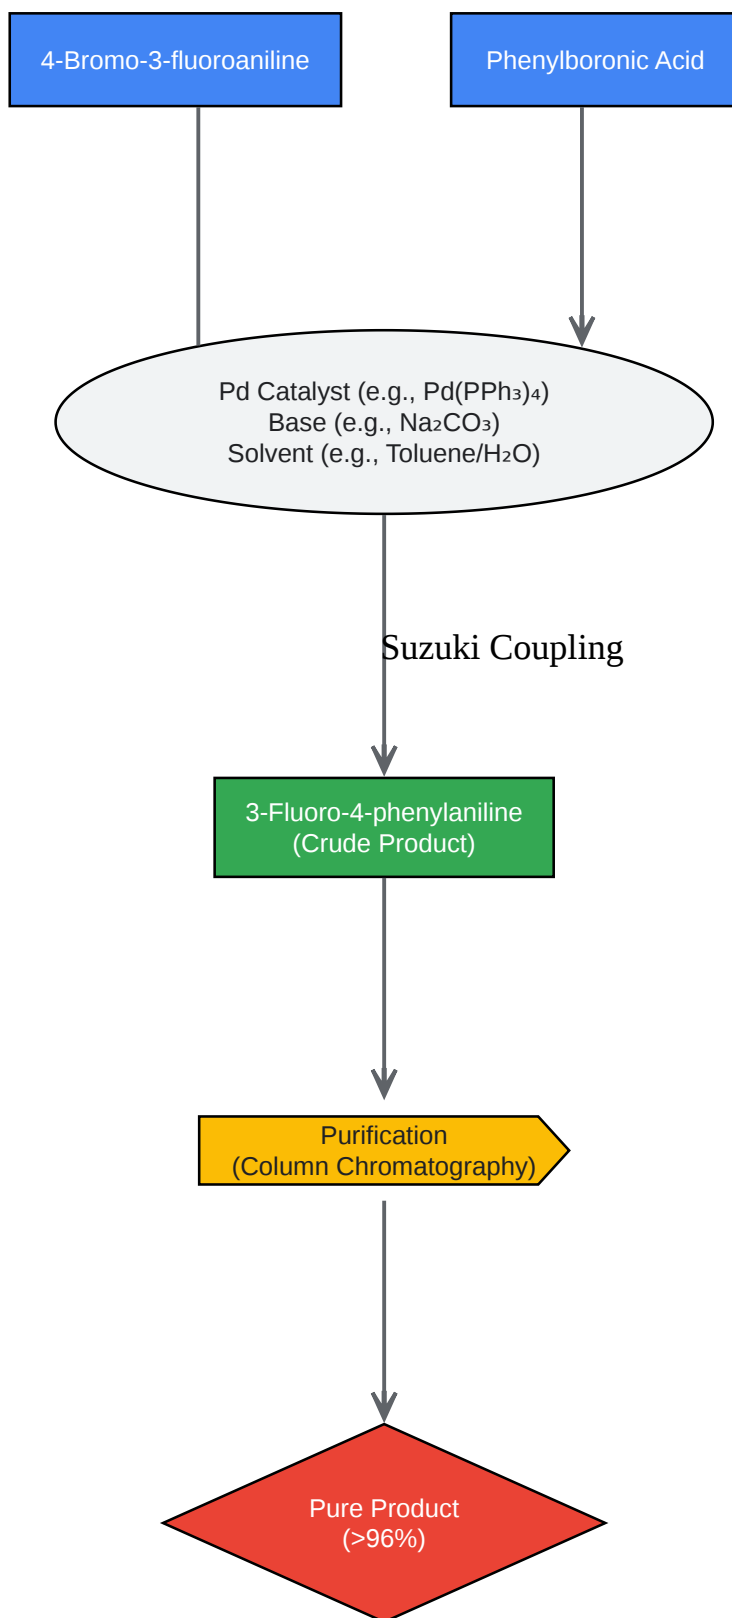 4-Bromo-3-fluoroaniline
Phenylboronic Acid
Pd Catalyst (e.g., Pd(PPh₃)₄)
Base (e.g., Na₂CO₃)
Solvent (e.g., Toluene/H₂O)
Suzuki Coupling
3-Fluoro-4-phenylaniline
(Crude Product)
Purification
(Column Chromatography)
Pure Product
(>96%)